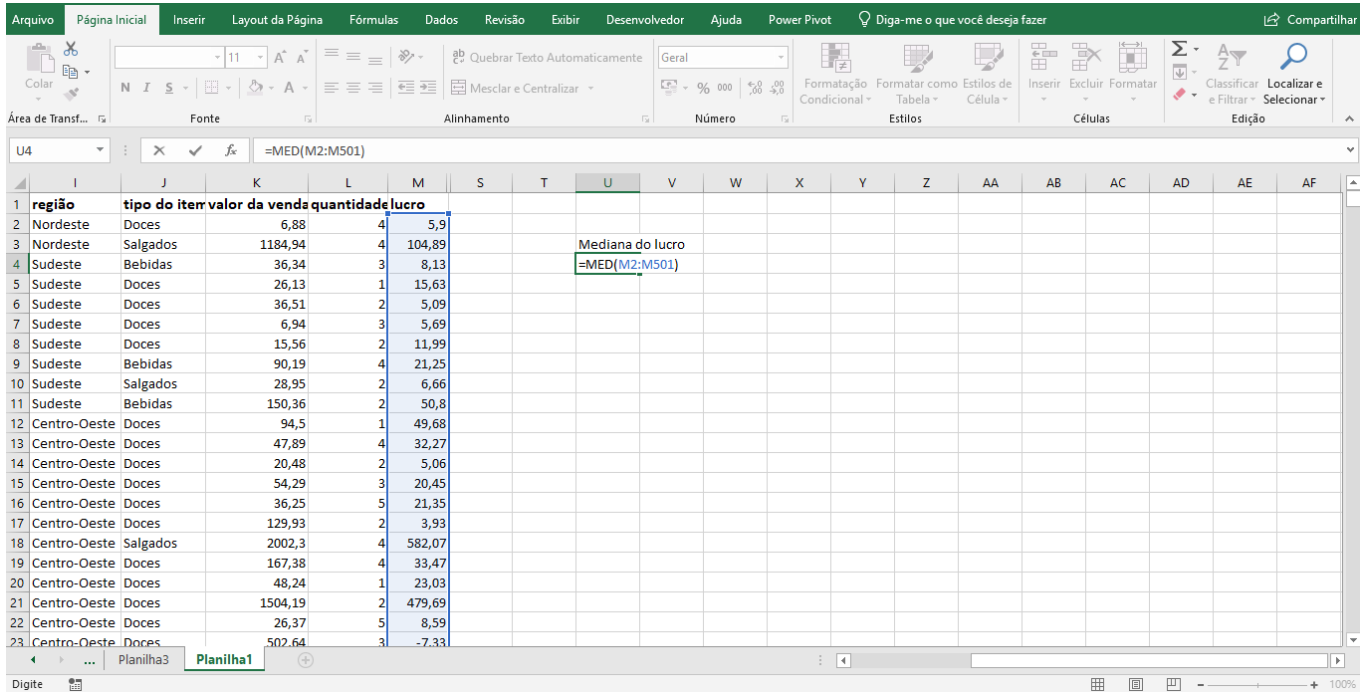 Arquivo Página Inicial Inserir Layout da Página Fórmulas Dados Revisão Exibir Desenvolvedor Ajuda Power Pivot Diga-me o que você deseja fazer Compartilhar
11 A A ab Quebrar Texto Automaticamente Geral
Colar N I S A Mesclar e Centralizar % 000 Formatação Condicional Formatar como Tabela Estilos de Célula Inserir Excluir Formatar Classificar e Filtrar Localizar e Selecionar
Área de Transf... Fonte Alinhamento Número Estilos Células Edição
U4 fx =MED(M2:M501)
I J K L M S T U V W X Y Z AA AB AC AD AE AF
1 região tipo do item valor da venda quantidade lucro
2 Nordeste Doces 6,88 4 5,9
3 Nordeste Salgados 1184,94 4 104,89 Mediana do lucro
4 Sudeste Bebidas 36,34 3 8,13 =MED(M2:M501)
5 Sudeste Doces 26,13 1 15,63
6 Sudeste Doces 36,51 2 5,09
7 Sudeste Doces 6,94 3 5,69
8 Sudeste Doces 15,56 2 11,99
9 Sudeste Bebidas 90,19 4 21,25
10 Sudeste Salgados 28,95 2 6,66
11 Sudeste Bebidas 150,36 2 50,8
12 Centro-Oeste Doces 94,5 1 49,68
13 Centro-Oeste Doces 47,89 4 32,27
14 Centro-Oeste Doces 20,48 2 5,06
15 Centro-Oeste Doces 54,29 3 20,45
16 Centro-Oeste Doces 36,25 5 21,35
17 Centro-Oeste Doces 129,93 2 3,93
18 Centro-Oeste Salgados 2002,3 4 582,07
19 Centro-Oeste Doces 167,38 4 33,47
20 Centro-Oeste Doces 48,24 1 23,03
21 Centro-Oeste Doces 1504,19 2 479,69
22 Centro-Oeste Doces 26,37 5 8,59
23 Centro-Oeste Doces 502,64 3 -7,33
... Planilha3 Planilha1
Digite 100%